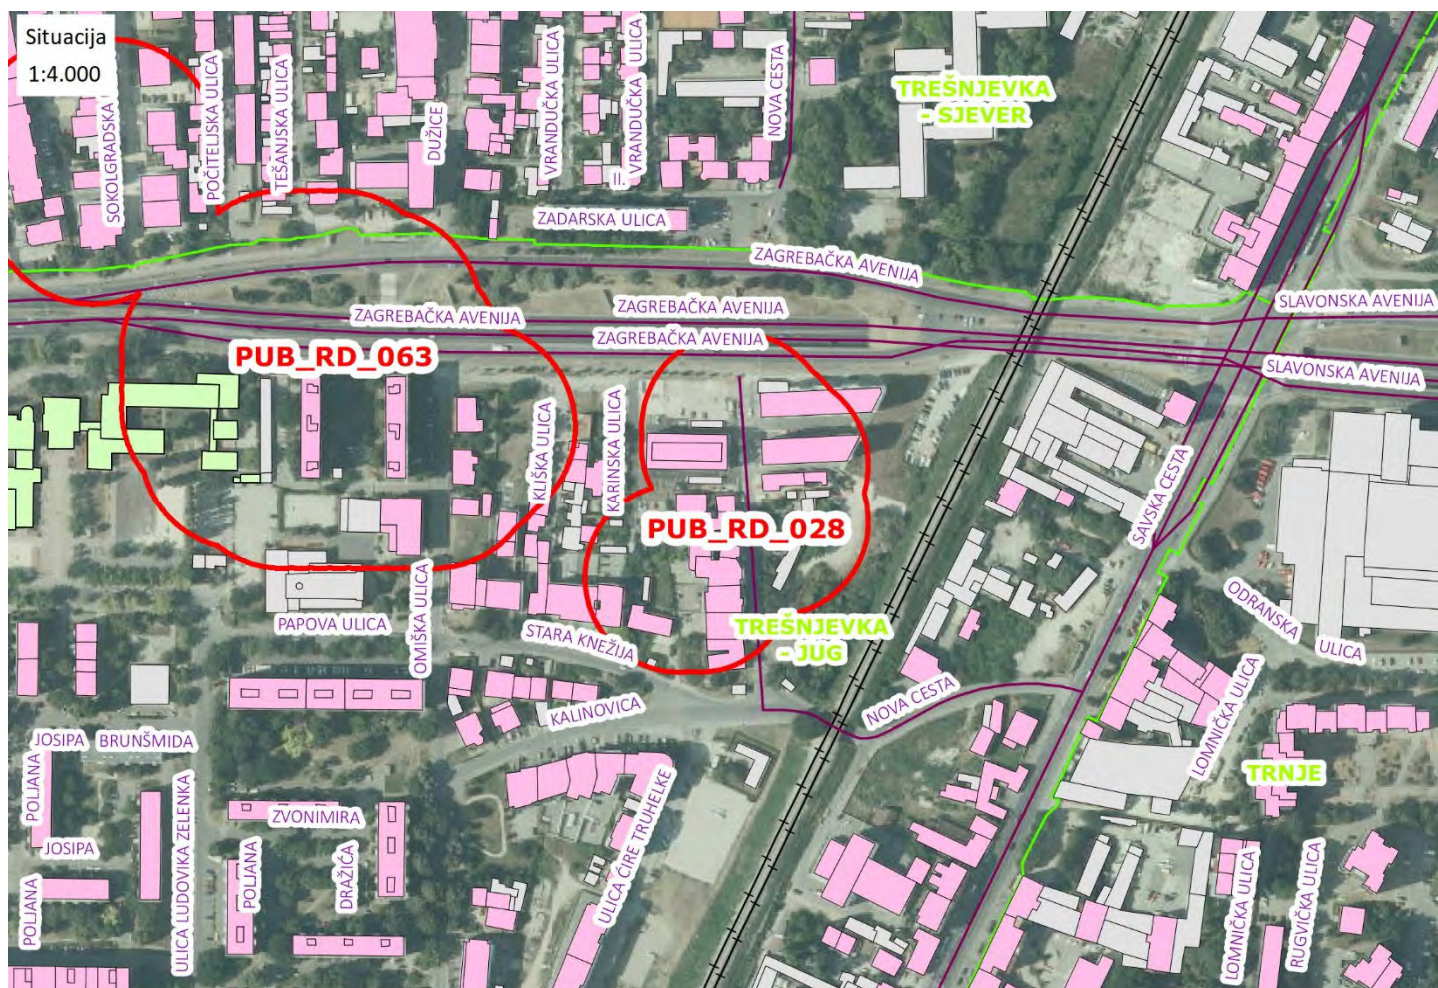 Situacija
1:4.000
SOKOLGRADSKA
POČITELJSKA ULICA
TEŠANJSKA ULICA
DUŽICE
VRANDUČKA ULICA
II. VRANDUČKA ULICA
NOVA CESTA
TREŠNJEVKA
- SJEVER
ZADARSKA ULICA
ZAGREBAČKA AVENIJA
ZAGREBAČKA AVENIJA
ZAGREBAČKA AVENIJA
ZAGREBAČKA AVENIJA
SLAVONSKA AVENIJA
SLAVONSKA AVENIJA
PUB_RD_063
KLIŠKA ULICA
KARINSKA ULICA
PUB_RD_028
SAVSKA CESTA
ODRANSKA
ULICA
PAPOVA ULICA
OMIŠKA ULICA
STARA KNEŽIJA
TREŠNJEVKA
- JUG
KALINOVICA
NOVA CESTA
LOMNIČKA ULICA
TRNJE
JOSIPA
BRUNŠMIDA
POLJANA
ULICA LUDOVIKA ZELENKA
ZVONIMIRA
JOSIPA
POLJANA
POLJANA
DRAŽIĆA
ULICA ĆIRE TRUHELKE
LOMNIČKA ULICA
RUGVIČKA ULICA